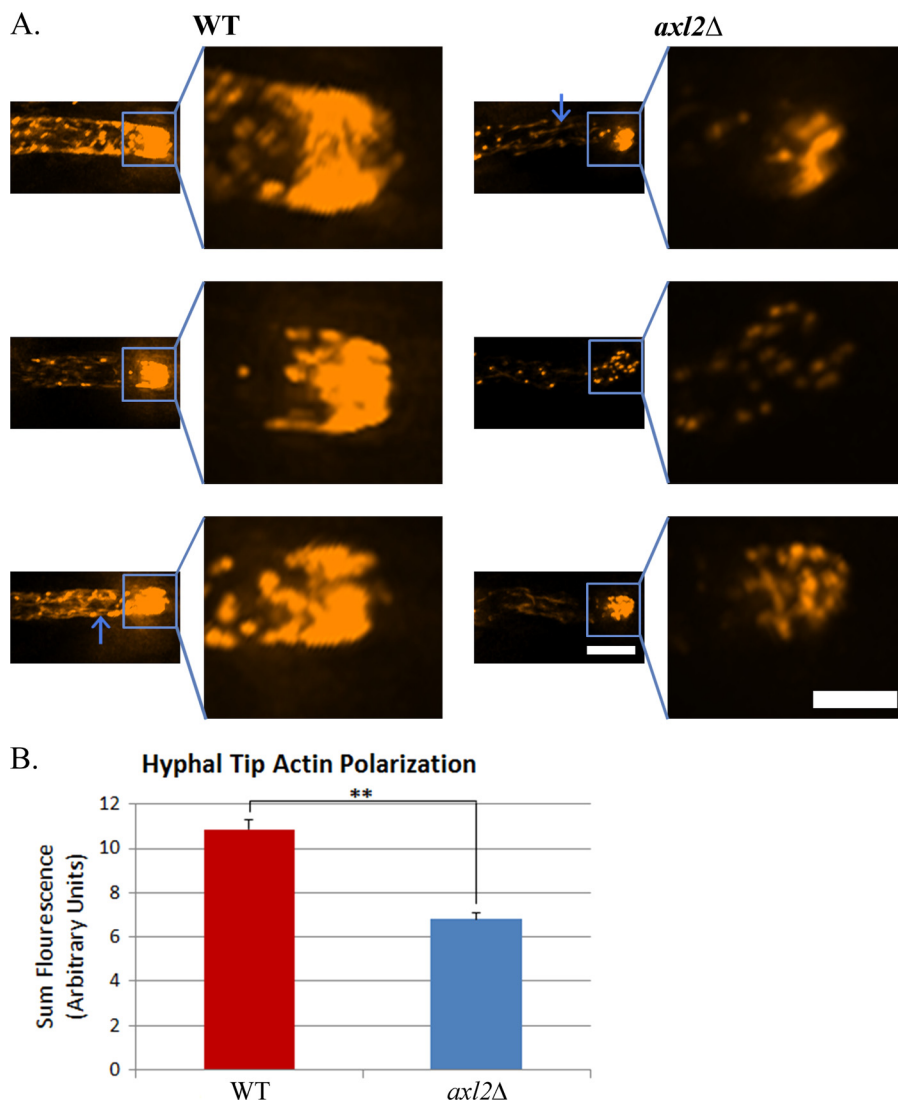 A.
WT
axl2Δ
B.
Hyphal Tip Actin Polarization
**
Sum Flourescence
(Arbitrary Units)
12
10
8
6
4
2
0
WT
axl2Δ